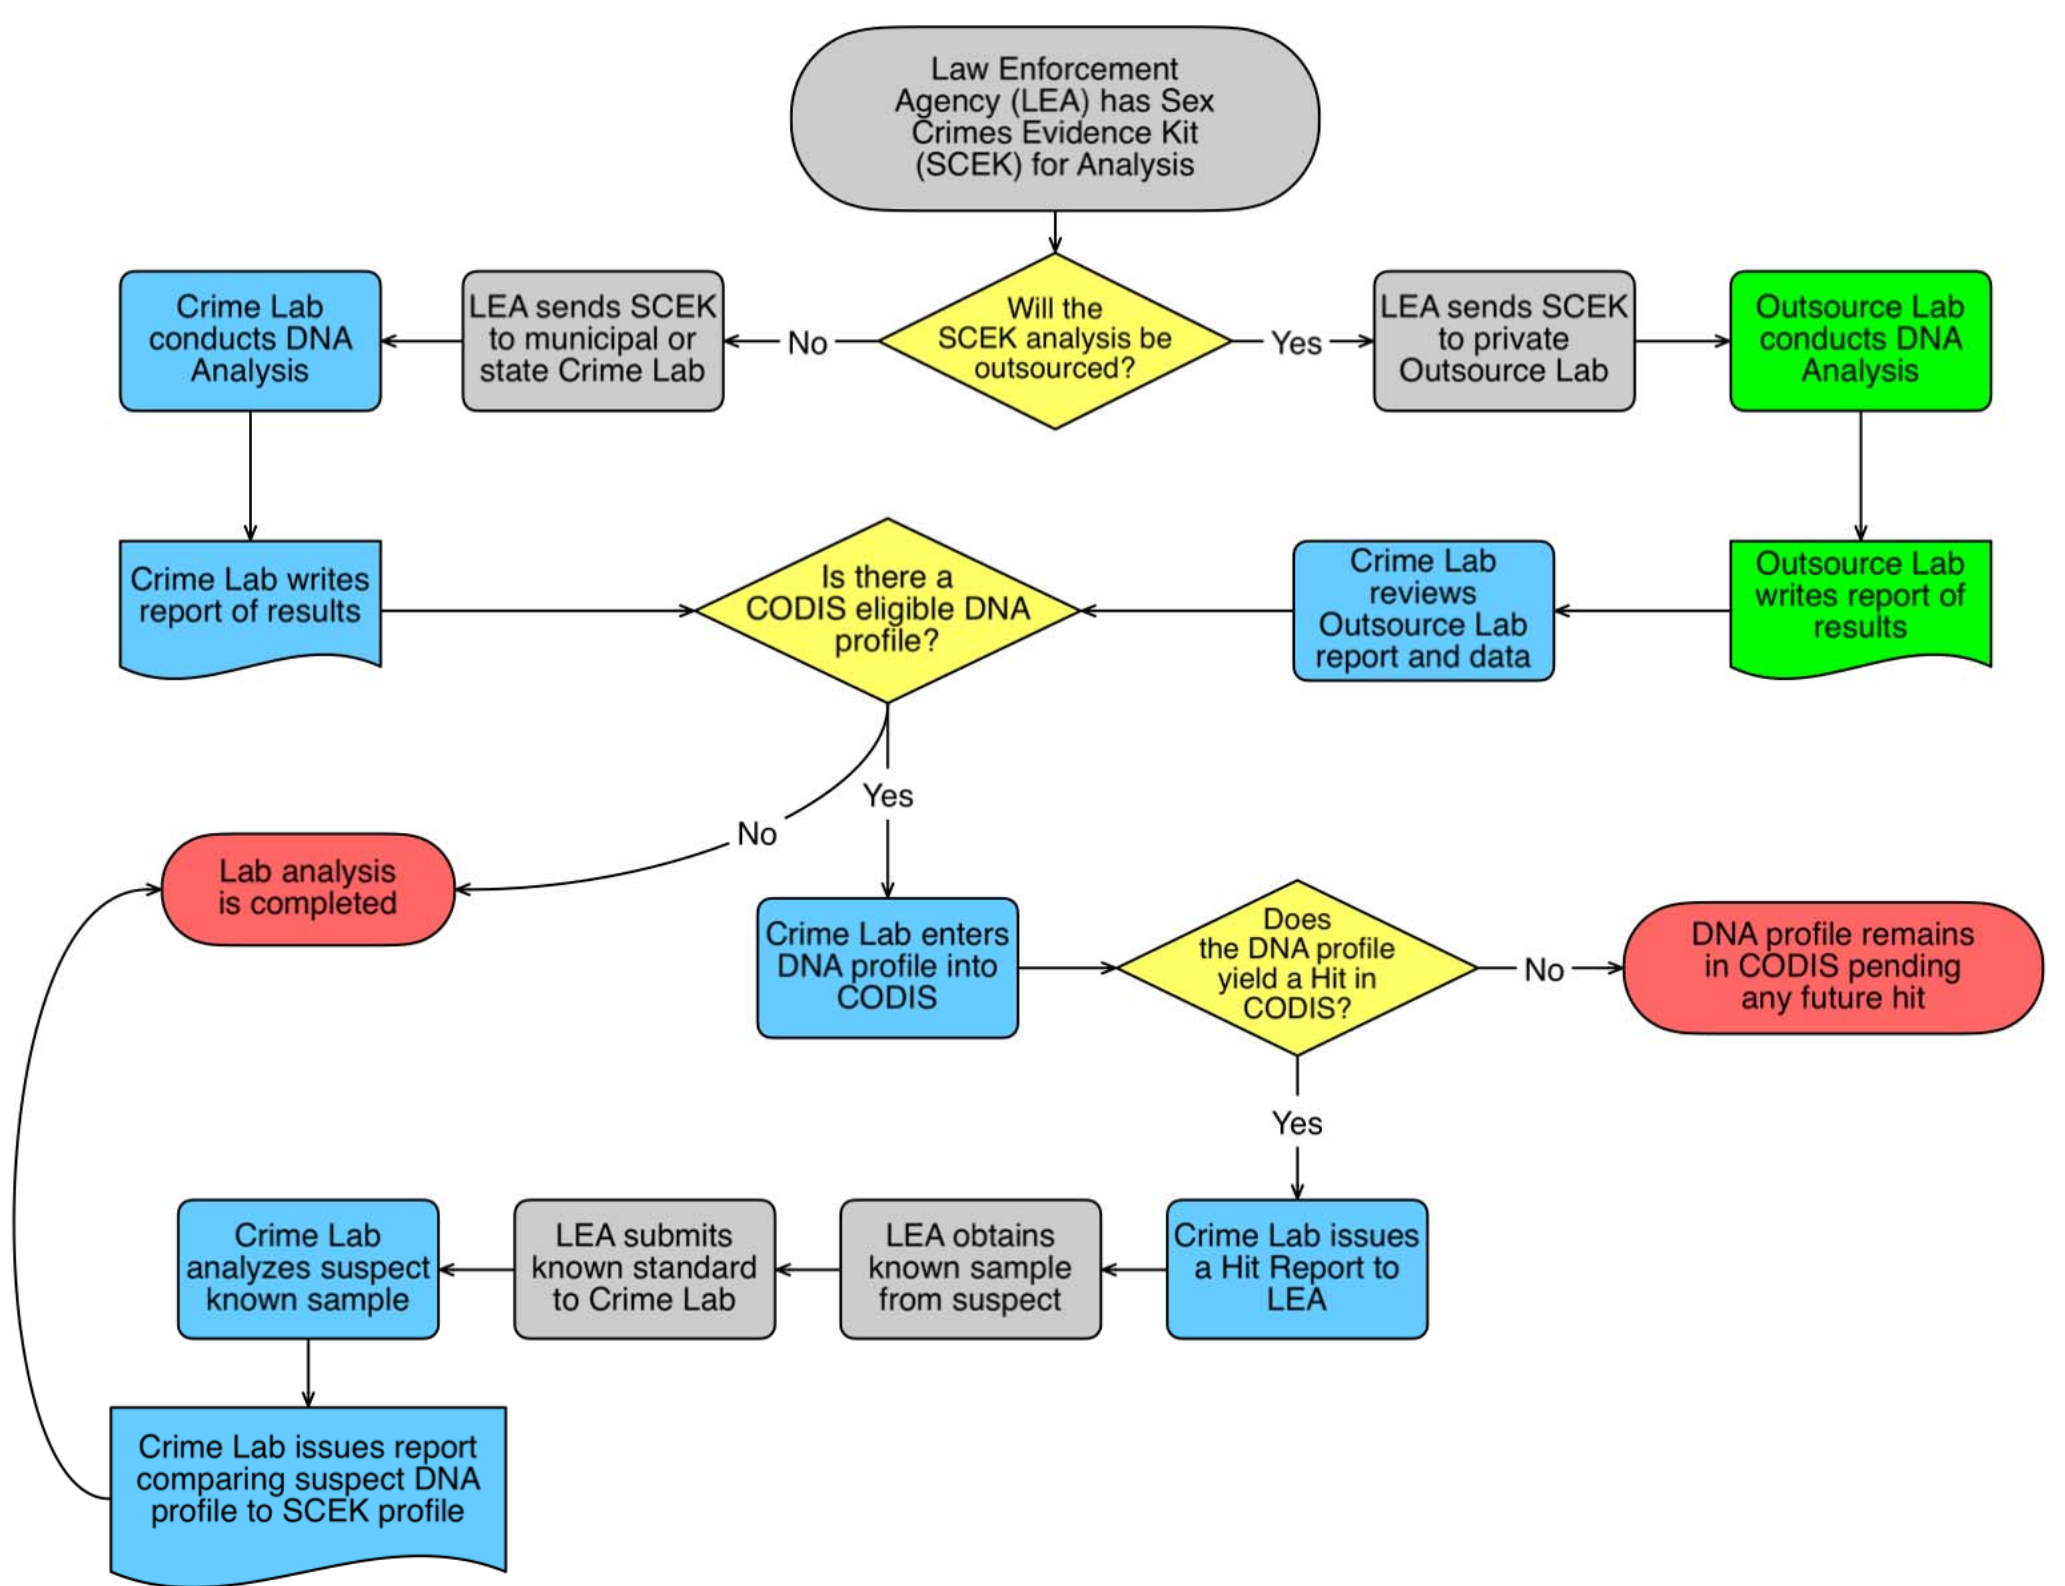 Law Enforcement
Agency (LEA) has Sex
Crimes Evidence Kit
(SCEK) for Analysis
Crime Lab
conducts DNA
Analysis
LEA sends SCEK
to municipal or
state Crime Lab
No
Will the
SCEK analysis be
outsourced?
Yes
LEA sends SCEK
to private
Outsource Lab
Outsource Lab
conducts DNA
Analysis
Crime Lab writes
report of results
Is there a
CODIS eligible DNA
profile?
Crime Lab
reviews
Outsource Lab
report and data
Outsource Lab
writes report of
results
Yes
No
Lab analysis
is completed
Crime Lab enters
DNA profile into
CODIS
Does
the DNA profile
yield a Hit in
CODIS?
No
DNA profile remains
in CODIS pending
any future hit
Yes
Crime Lab
analyzes suspect
known sample
LEA submits
known standard
to Crime Lab
LEA obtains
known sample
from suspect
Crime Lab issues
a Hit Report to
LEA
Crime Lab issues report
comparing suspect DNA
profile to SCEK profile